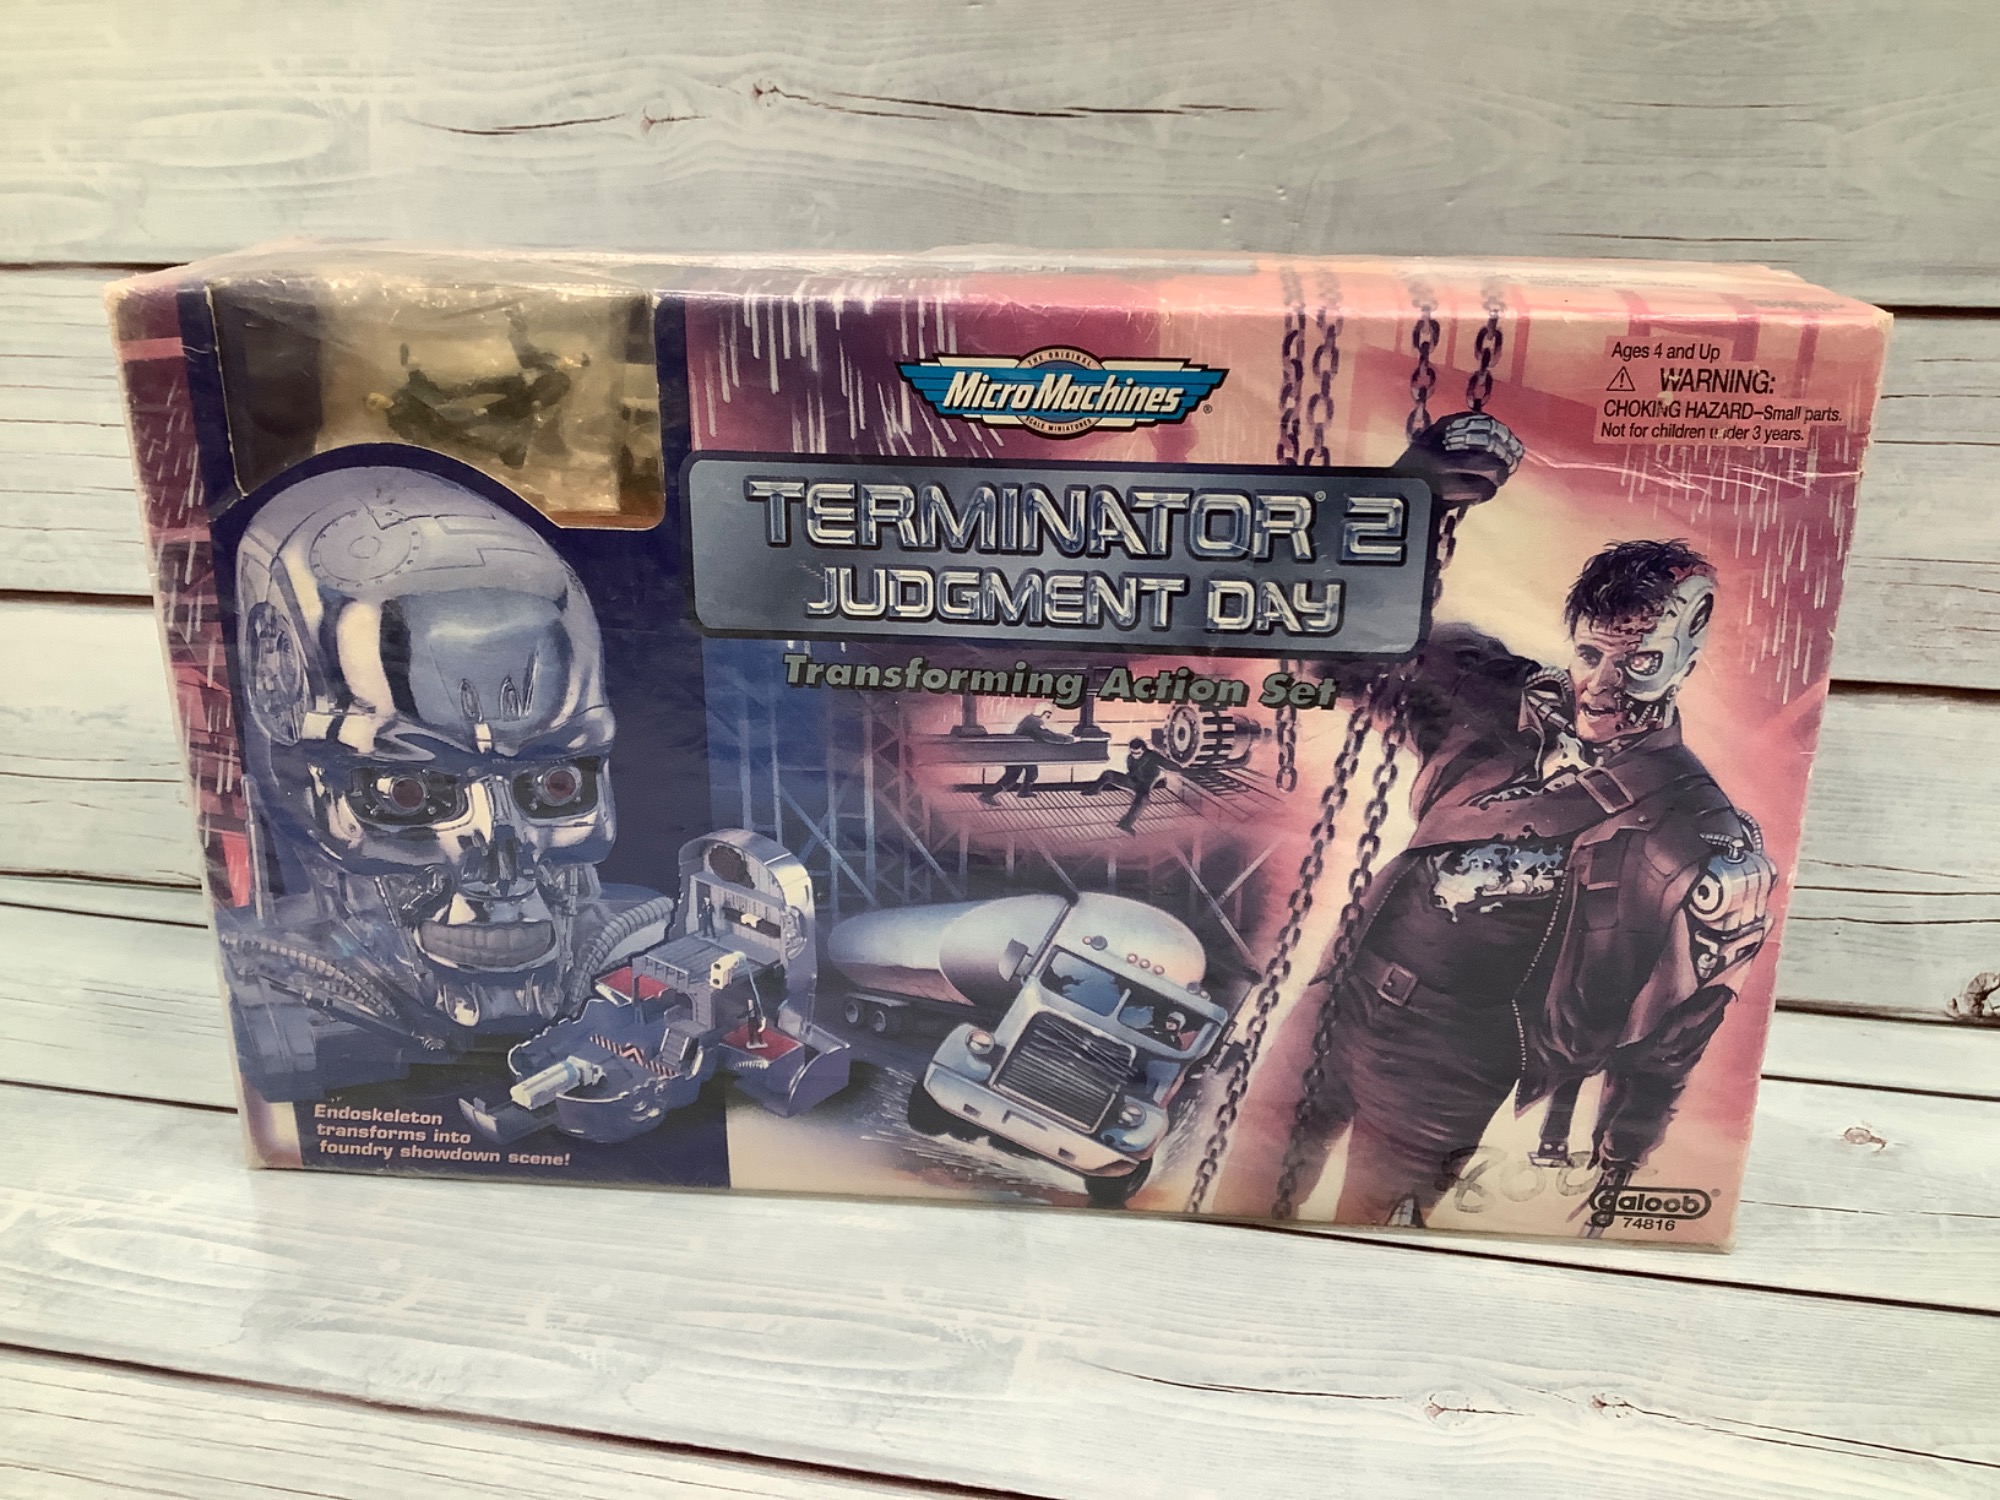 THE ORIGINAL
Micro Machines®
SCALE MINIATURES
Ages 4 and Up
WARNING:
CHOKING HAZARD–Small parts.
Not for children under 3 years.
TERMINATOR® 2
JUDGMENT DAY
Transforming Action Set
Endoskeleton
transforms into
foundry showdown scene!
800
galoob®
74816